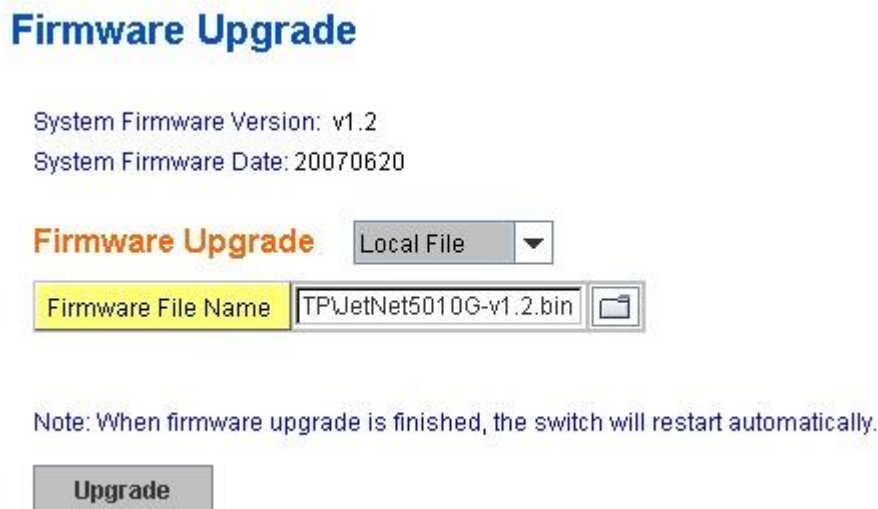 Firmware Upgrade
System Firmware Version: v1.2
System Firmware Date: 20070620
Firmware Upgrade Local File
Firmware File Name TP\JetNet5010G-v1.2.bin
Note: When firmware upgrade is finished, the switch will restart automatically.
Upgrade